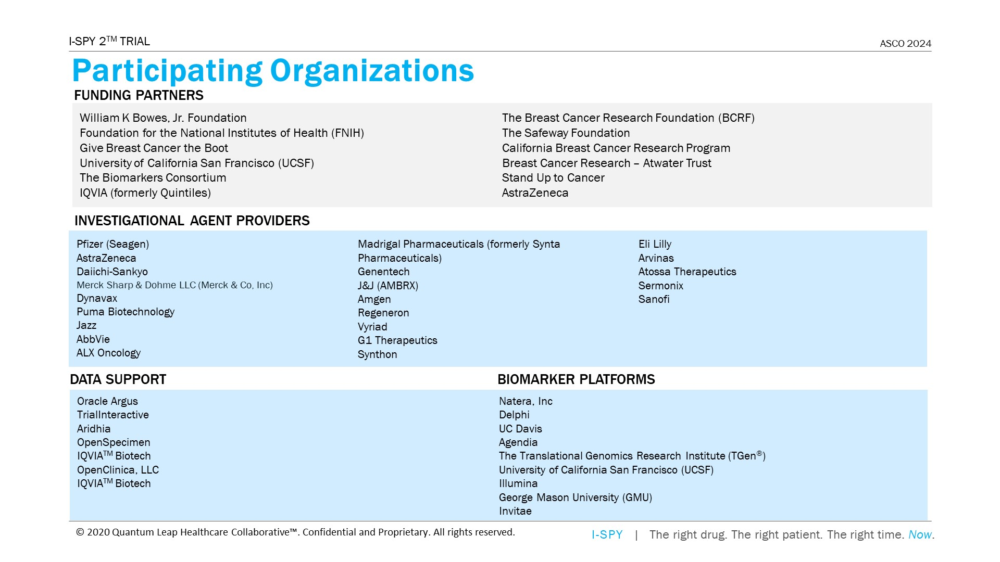 I-SPY 2TM TRIAL
ASCO 2024
Participating Organizations
FUNDING PARTNERS
William K Bowes, Jr. Foundation
Foundation for the National Institutes of Health (FNIH)
Give Breast Cancer the Boot
University of California San Francisco (UCSF)
The Biomarkers Consortium
IQVIA (formerly Quintiles)
The Breast Cancer Research Foundation (BCRF)
The Safeway Foundation
California Breast Cancer Research Program
Breast Cancer Research – Atwater Trust
Stand Up to Cancer
AstraZeneca
INVESTIGATIONAL AGENT PROVIDERS
Pfizer (Seagen)
AstraZeneca
Daiichi-Sankyo
Merck Sharp & Dohme LLC (Merck & Co, Inc)
Dynavax
Puma Biotechnology
Jazz
AbbVie
ALX Oncology
Madrigal Pharmaceuticals (formerly Synta
Pharmaceuticals)
Genentech
J&J (AMBRX)
Amgen
Regeneron
Vyriad
G1 Therapeutics
Synthon
Eli Lilly
Arvinas
Atossa Therapeutics
Sermonix
Sanofi
DATA SUPPORT
Oracle Argus
TrialInteractive
Aridhia
OpenSpecimen
IQVIATM Biotech
OpenClinica, LLC
IQVIATM Biotech
BIOMARKER PLATFORMS
Natera, Inc
Delphi
UC Davis
Agendia
The Translational Genomics Research Institute (TGen®)
University of California San Francisco (UCSF)
Illumina
George Mason University (GMU)
Invitae
© 2020 Quantum Leap Healthcare Collaborative™. Confidential and Proprietary. All rights reserved.
I-SPY | The right drug. The right patient. The right time. Now.